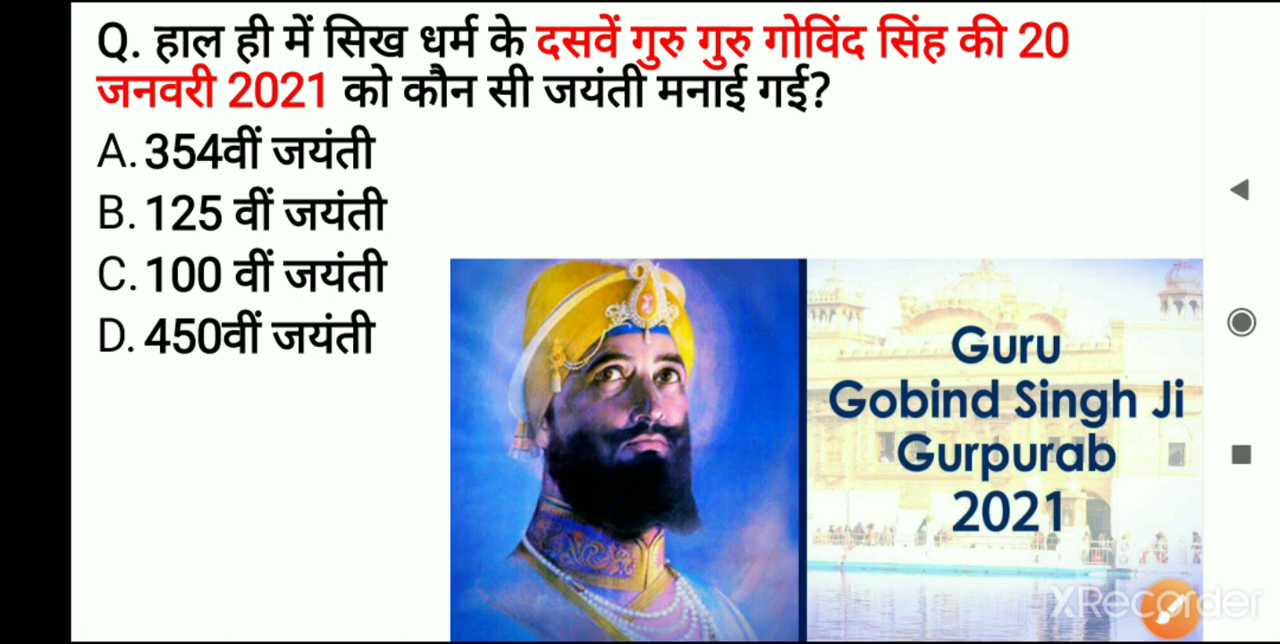 Q. हाल ही में सिख धर्म के दसवें गुरु गुरु गोविंद सिंह की 20
जनवरी 2021 को कौन सी जयंती मनाई गई?
A. 354वीं जयंती
B. 125 वीं जयंती
C. 100 वीं जयंती
D. 450वीं जयंती
Guru
Gobind Singh Ji
Gurpurab
2021
XRecorder